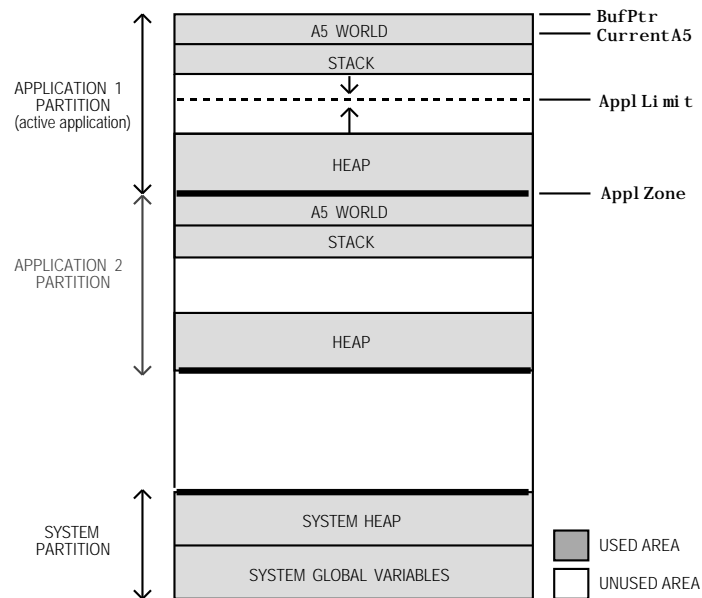 A5 WORLD
BufPtr
CurrentA5
STACK
APPLICATION 1
PARTITION
(active application)
ApplLimit
HEAP
ApplZone
A5 WORLD
STACK
APPLICATION 2
PARTITION
HEAP
SYSTEM
PARTITION
SYSTEM HEAP
SYSTEM GLOBAL VARIABLES
USED AREA
UNUSED AREA